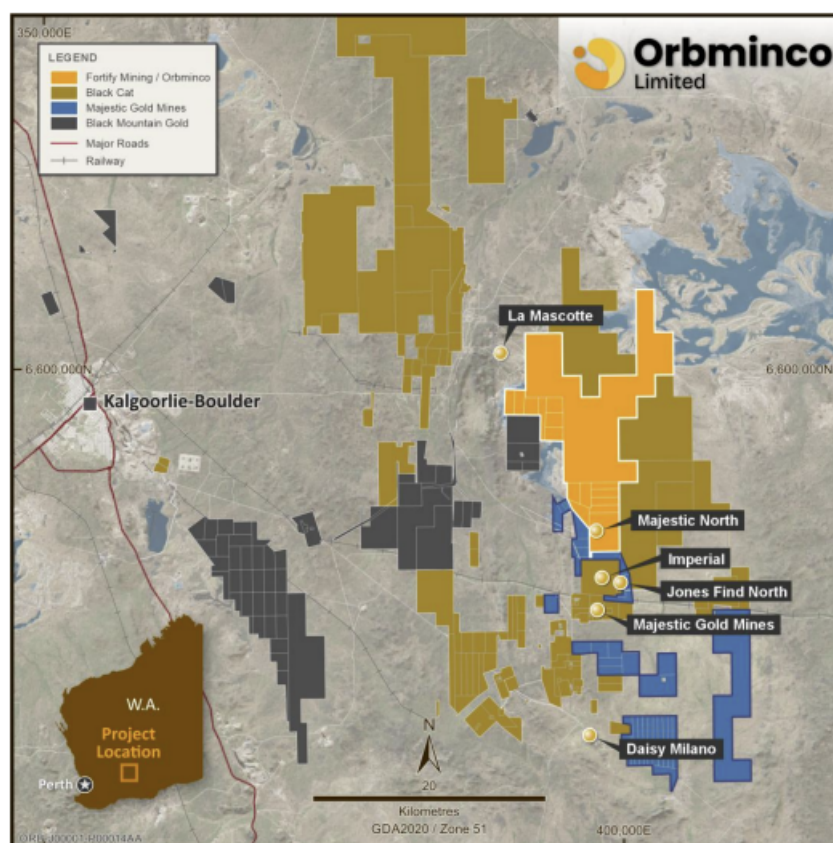 350,000E
Orbminco
Limited
LEGEND
Fortify Mining / Orbminco
Black Cat
Majestic Gold Mines
Black Mountain Gold
Major Roads
Railway
La Mascotte
6,600,000N
6,600,000N
Kalgoorlie-Boulder
Majestic North
Imperial
Jones Find North
Majestic Gold Mines
W.A.
Project
Location
Perth
N
20
Kilometres
GDA2020 / Zone 51
Daisy Milano
400,000E